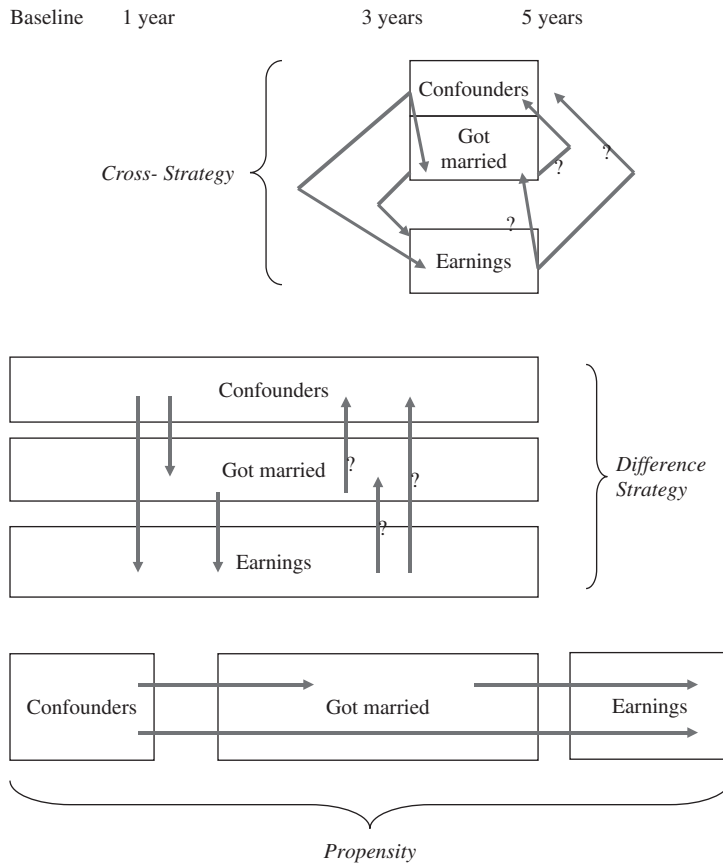 Baseline 1 year 3 years 5 years
Confounders
Got
married
?
?
Cross- Strategy
?
Earnings
Confounders
Got married
?
?
Difference
Strategy
?
Earnings
Confounders Got married Earnings
Propensity